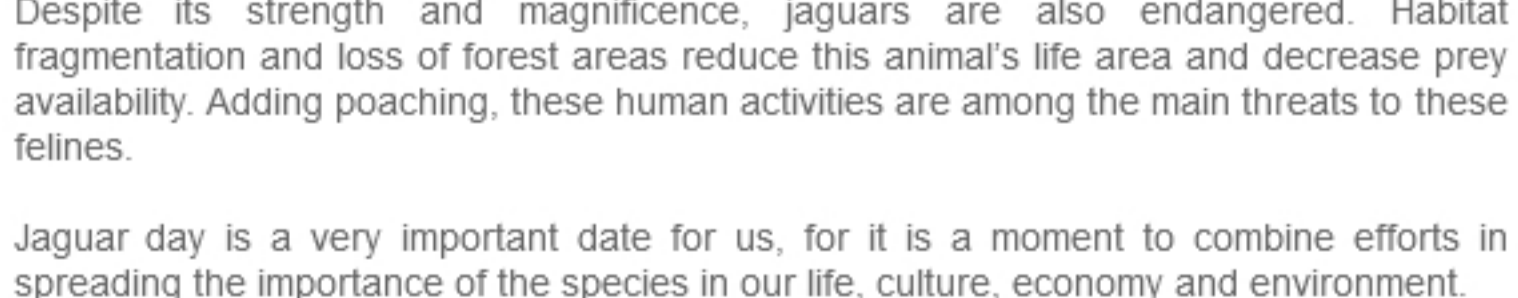 Despite its strength and magnificence, jaguars are also endangered. Habitat
fragmentation and loss of forest areas reduce this animal's life area and decrease prey
availability. Adding poaching, these human activities are among the main threats to these
felines.
Jaguar day is a very important date for us, for it is a moment to combine efforts in
spreading the importance of the species in our life, culture, economy and environment.